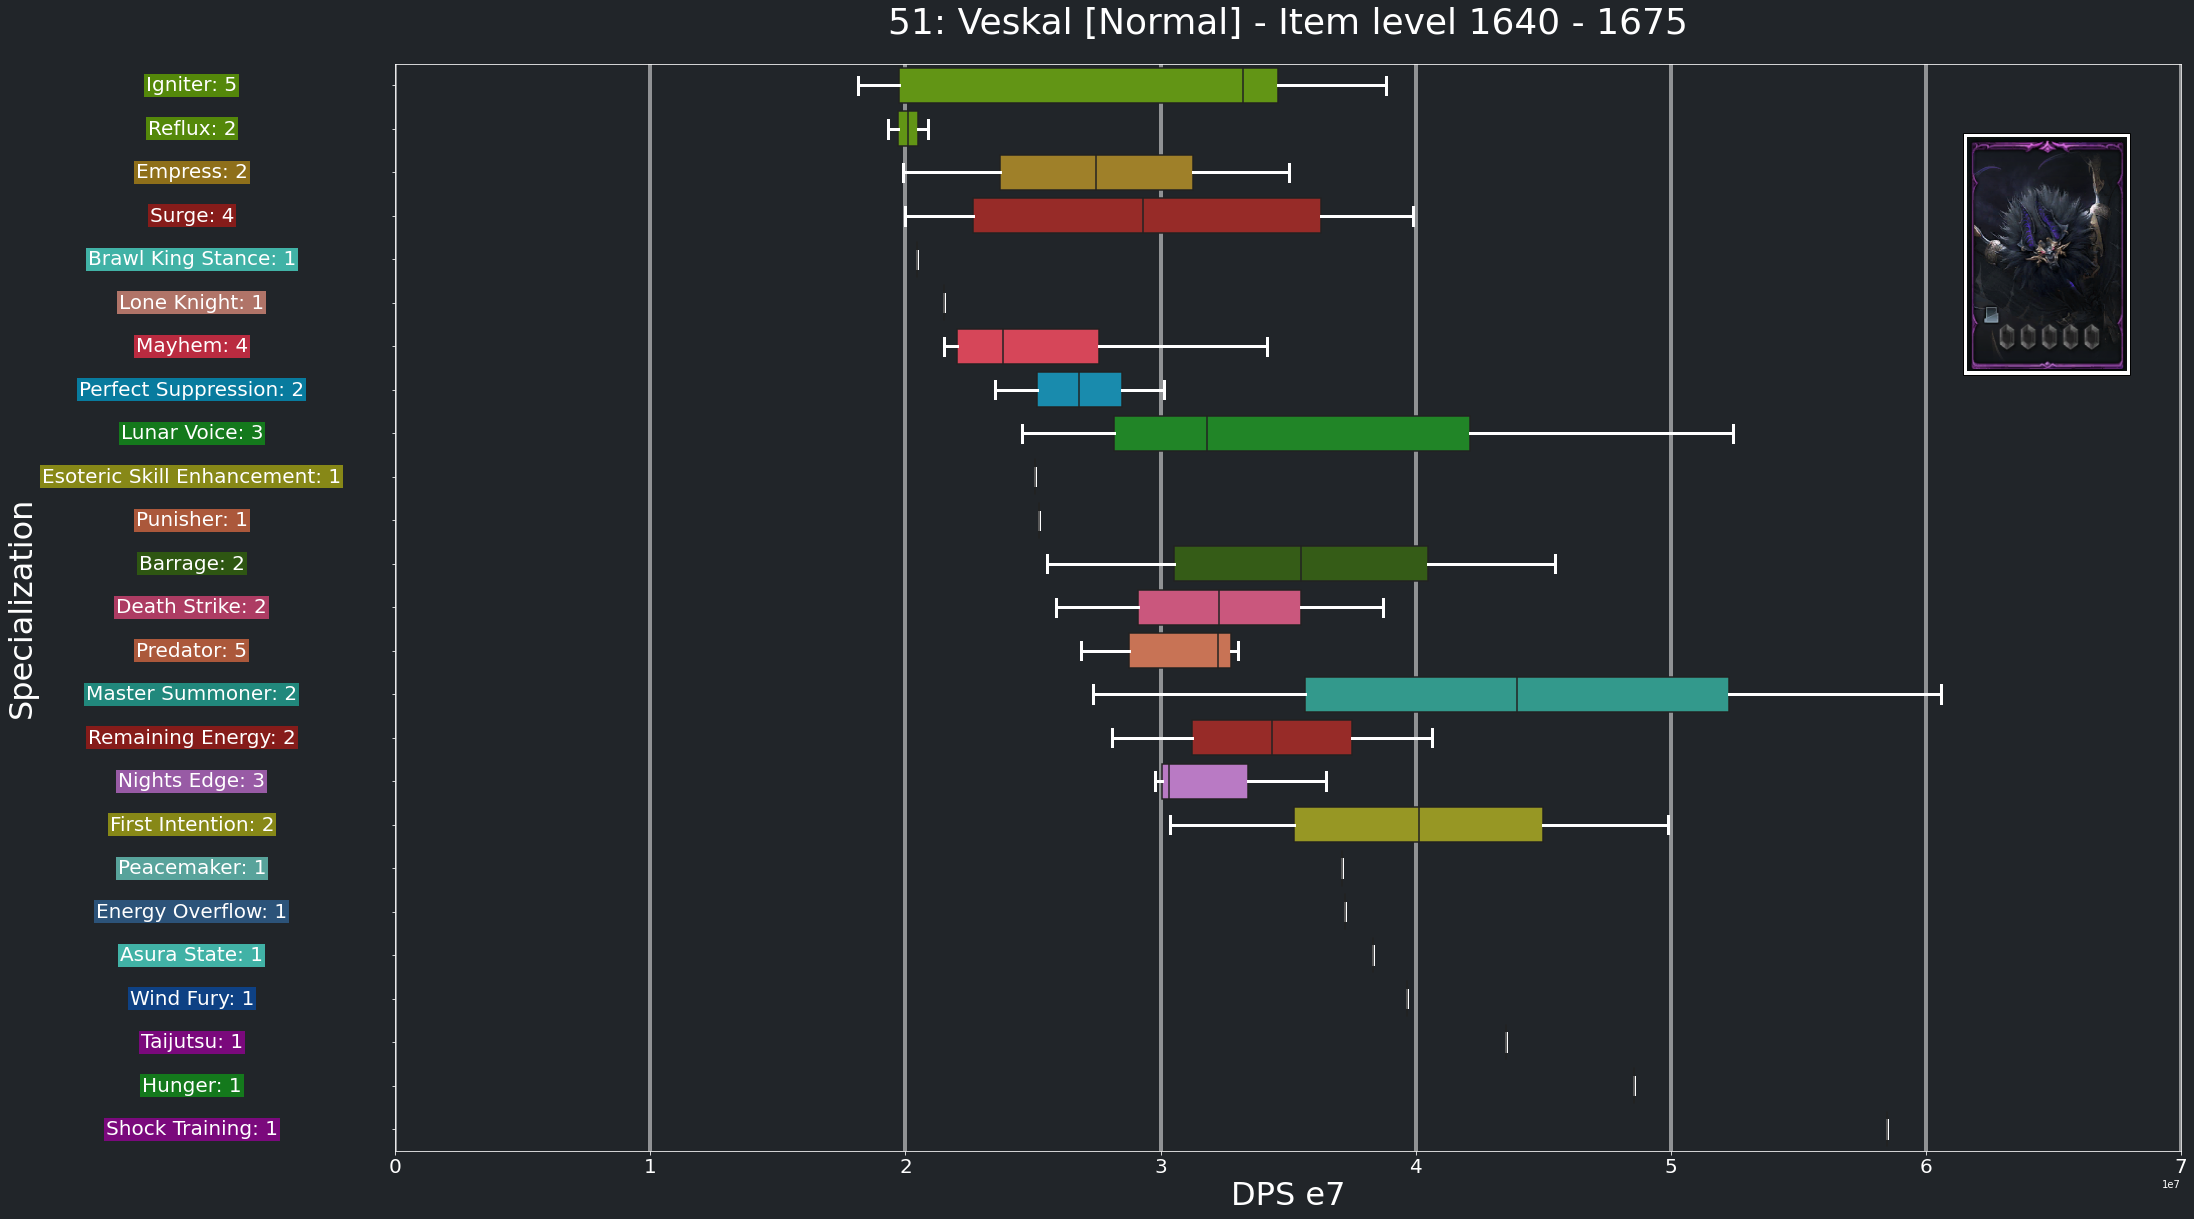 51: Veskal [Normal] - Item level 1640 - 1675
Igniter: 5
Reflux: 2
Empress: 2
Surge: 4
Brawl King Stance: 1
Lone Knight: 1
Mayhem: 4
Perfect Suppression: 2
Lunar Voice: 3
Esoteric Skill Enhancement: 1
Punisher: 1
Barrage: 2
Death Strike: 2
Predator: 5
Master Summoner: 2
Remaining Energy: 2
Nights Edge: 3
First Intention: 2
Peacemaker: 1
Energy Overflow: 1
Asura State: 1
Wind Fury: 1
Taijutsu: 1
Hunger: 1
Shock Training: 1
Specialization
0 1 2 3 4 5 6 7
1e7
DPS e7